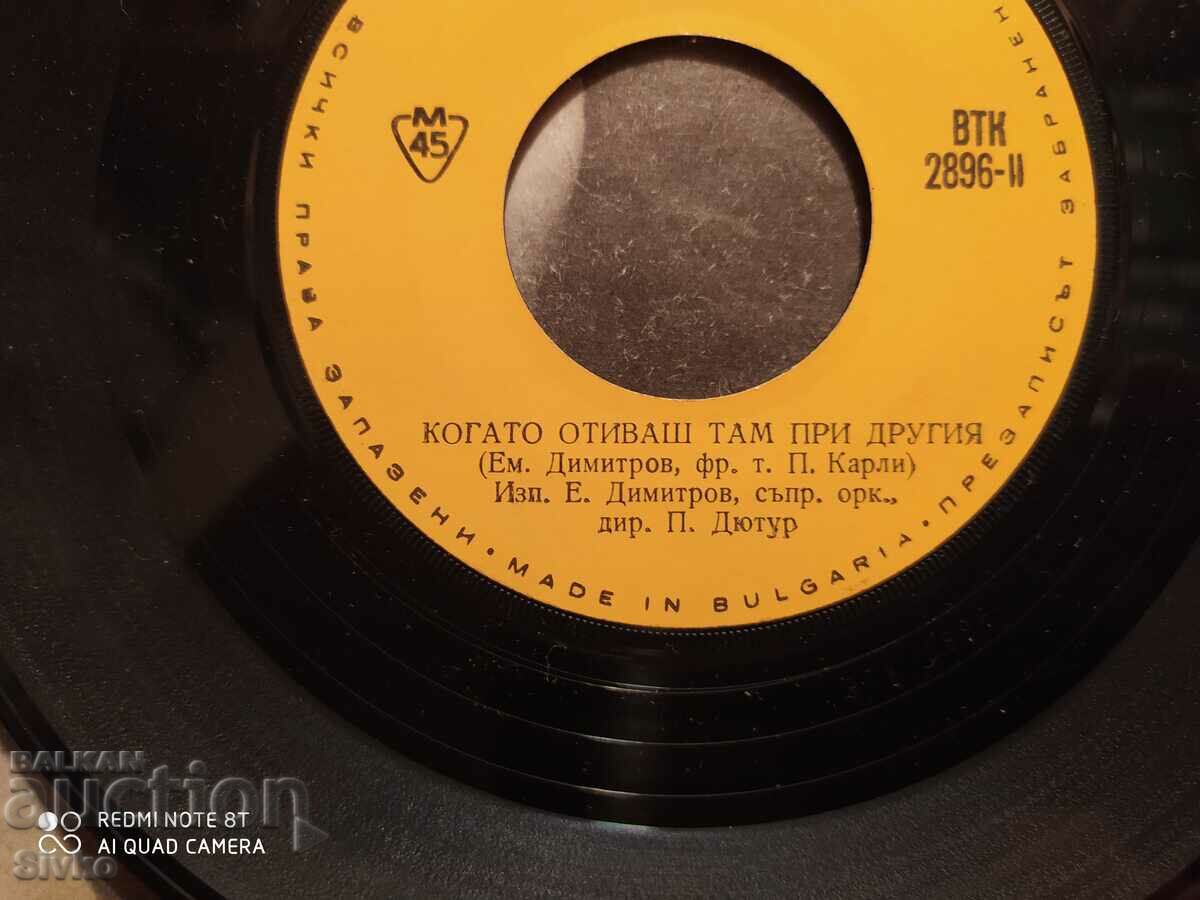 М
45
ВТК
2896-II
КОГАТО ОТИВАШ ТАМ ПРИ ДРУГИЯ
(Ем. Димитров, фр. т. П. Карли)
Изп. Е. Димитров, съпр. орк.,
дир. П. Дютур
ВСИЧКИ ПРАВА ЗАПАЗЕНИ • MADE IN BULGARIA • ПРЕЗАПИСЪТ ЗАБРАНЕН
BALKAN
auction
REDMI NOTE 8T
AI QUAD CAMERA
Sivko